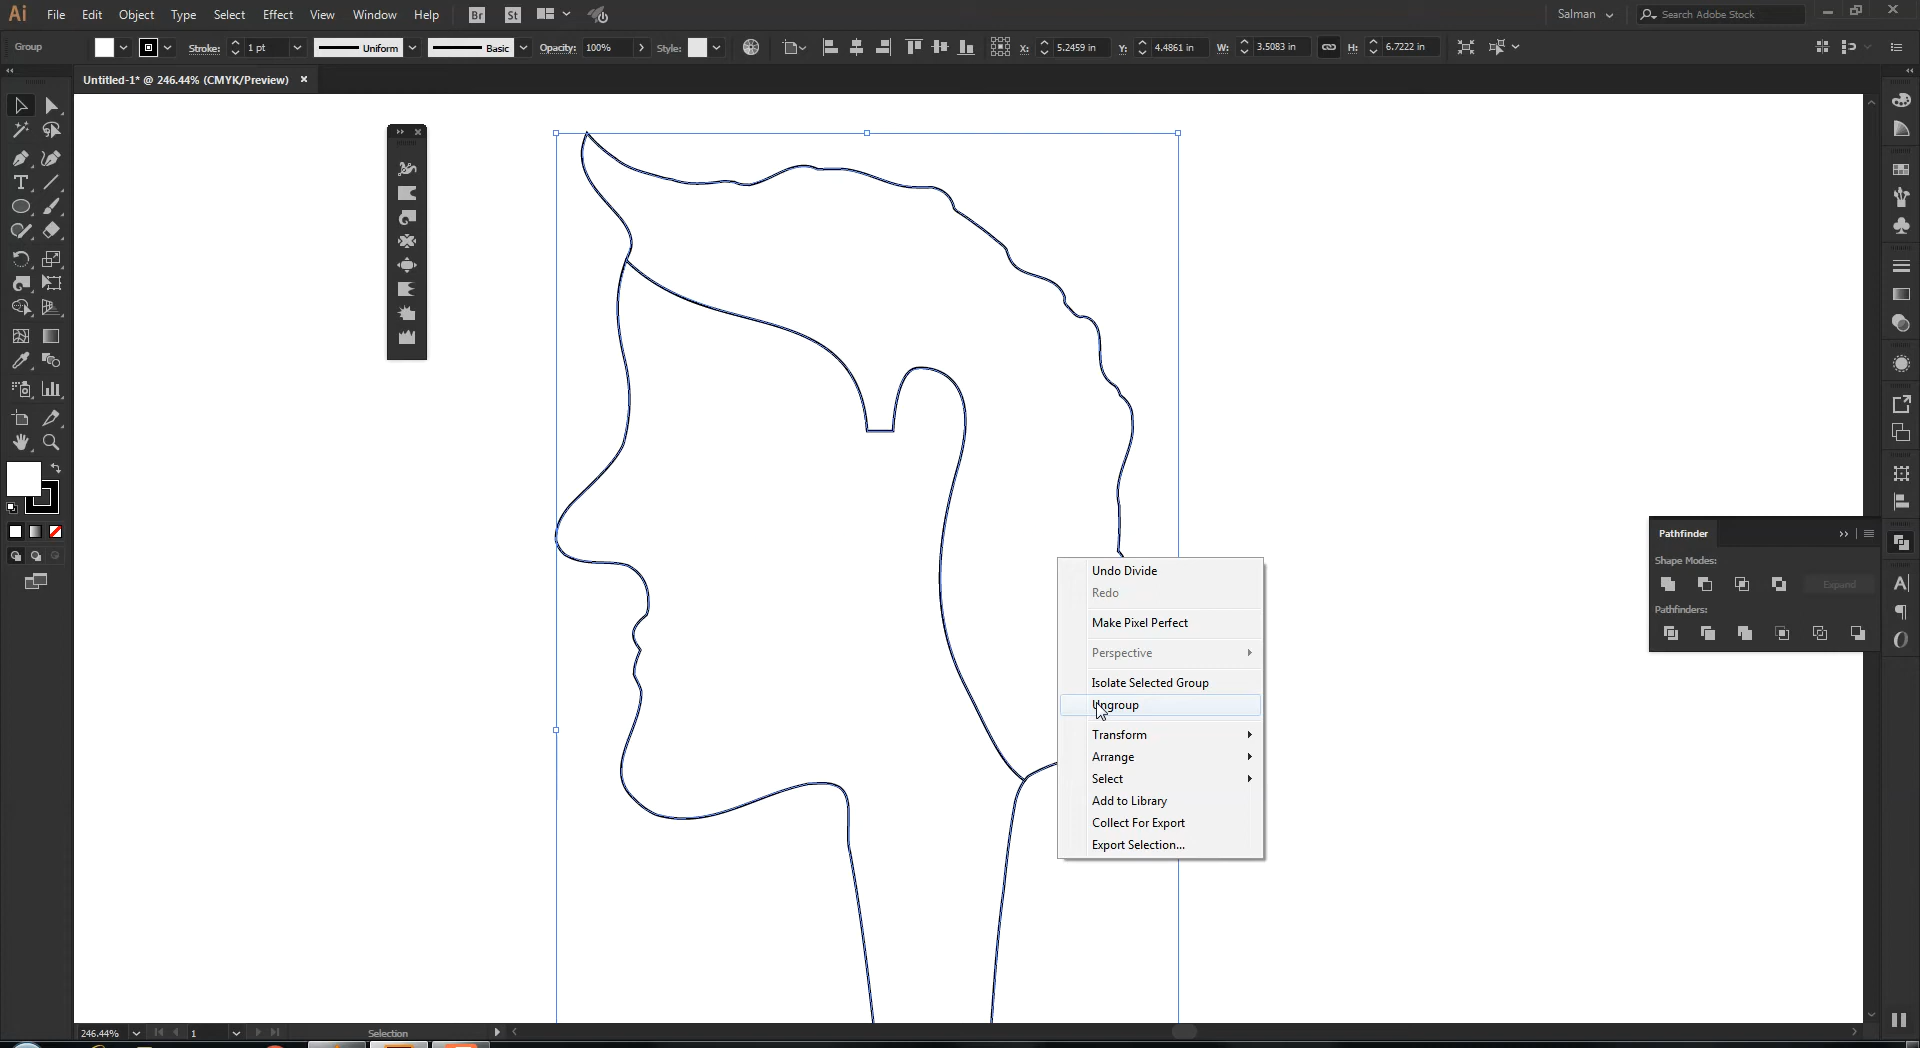 Ai File Edit Object Type Select Effect View Window Help Br St Salman Search Adobe Stock
Group Stroke: 1 pt Uniform Basic Opacity: 100% Style: X: 5.2459 in Y: 4.4861 in W: 3.5083 in H: 6.7222 in
Untitled-1* @ 246.44% (CMYK/Preview)
Pathfinder
Shape Modes:
Expand
Pathfinders:
Undo Divide
Redo
Make Pixel Perfect
Perspective
Isolate Selected Group
Ungroup
Transform
Arrange
Select
Add to Library
Collect For Export
Export Selection...
246.44% 1 Selection